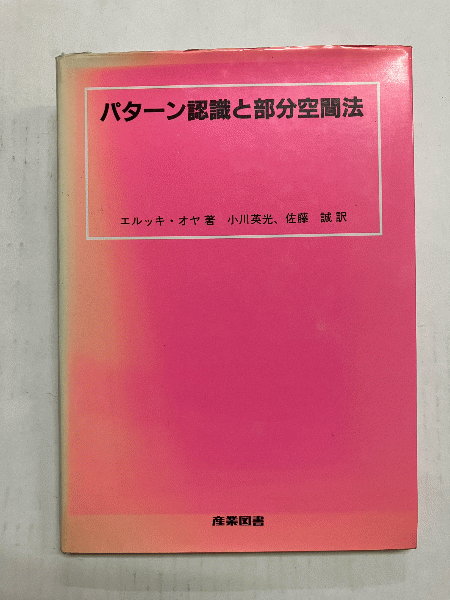 パターン認識と部分空間法
エルッキ・オヤ 著 小川英光、佐藤 誠 訳
産業図書